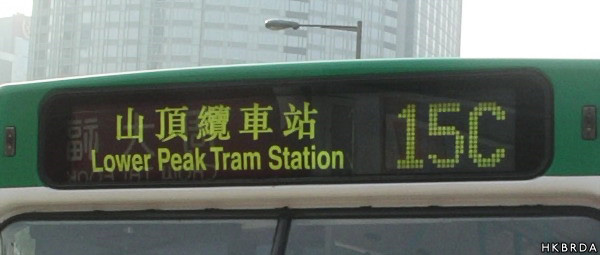 山頂纜車站
Lower Peak Tram Station
15C
HKBRDA